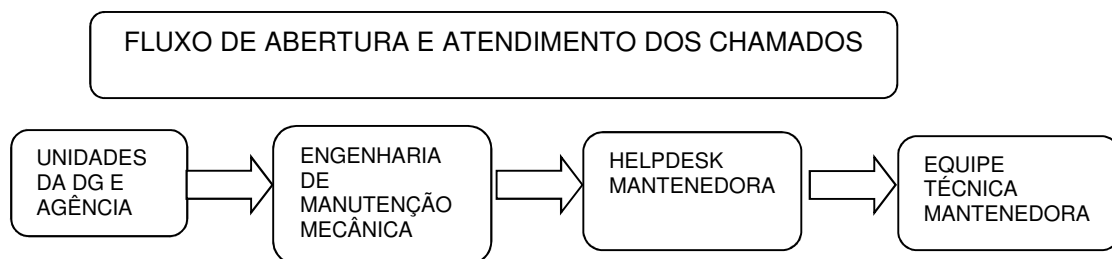 FLUXO DE ABERTURA E ATENDIMENTO DOS CHAMADOS
UNIDADES
DA DG E
AGÊNCIA
ENGENHARIA
DE
MANUTENÇÃO
MECÂNICA
HELPDESK
MANTENEDORA
EQUIPE
TÉCNICA
MANTENEDORA